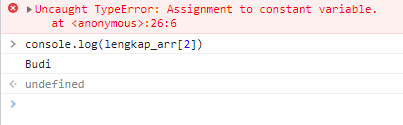 Uncaught TypeError: Assignment to constant variable.
at <anonymous>:26:6
console.log(lengkap_arr[2])
Budi
undefined